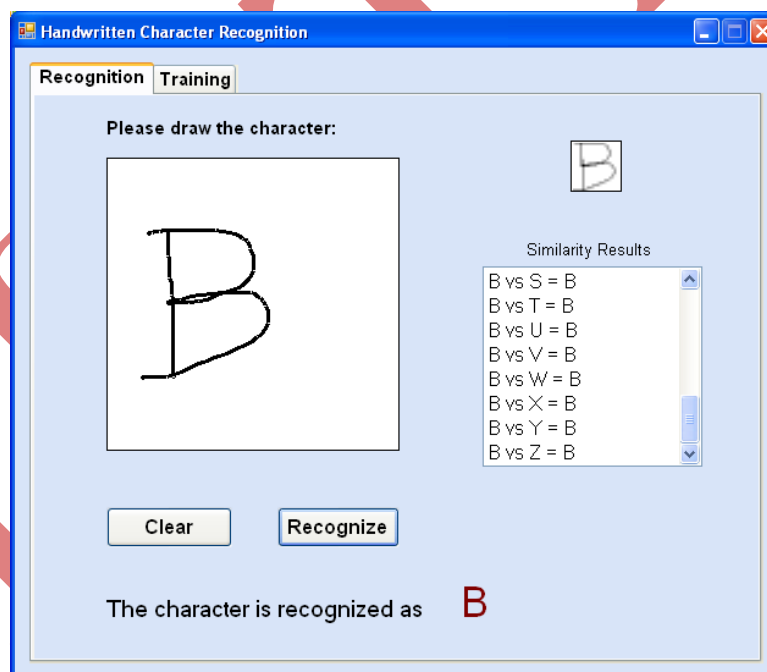 Handwritten Character Recognition
Recognition Training
Please draw the character:
B
B
Similarity Results
B vs S = B
B vs T = B
B vs U = B
B vs V = B
B vs W = B
B vs X = B
B vs Y = B
B vs Z = B
Clear Recognize
The character is recognized as B